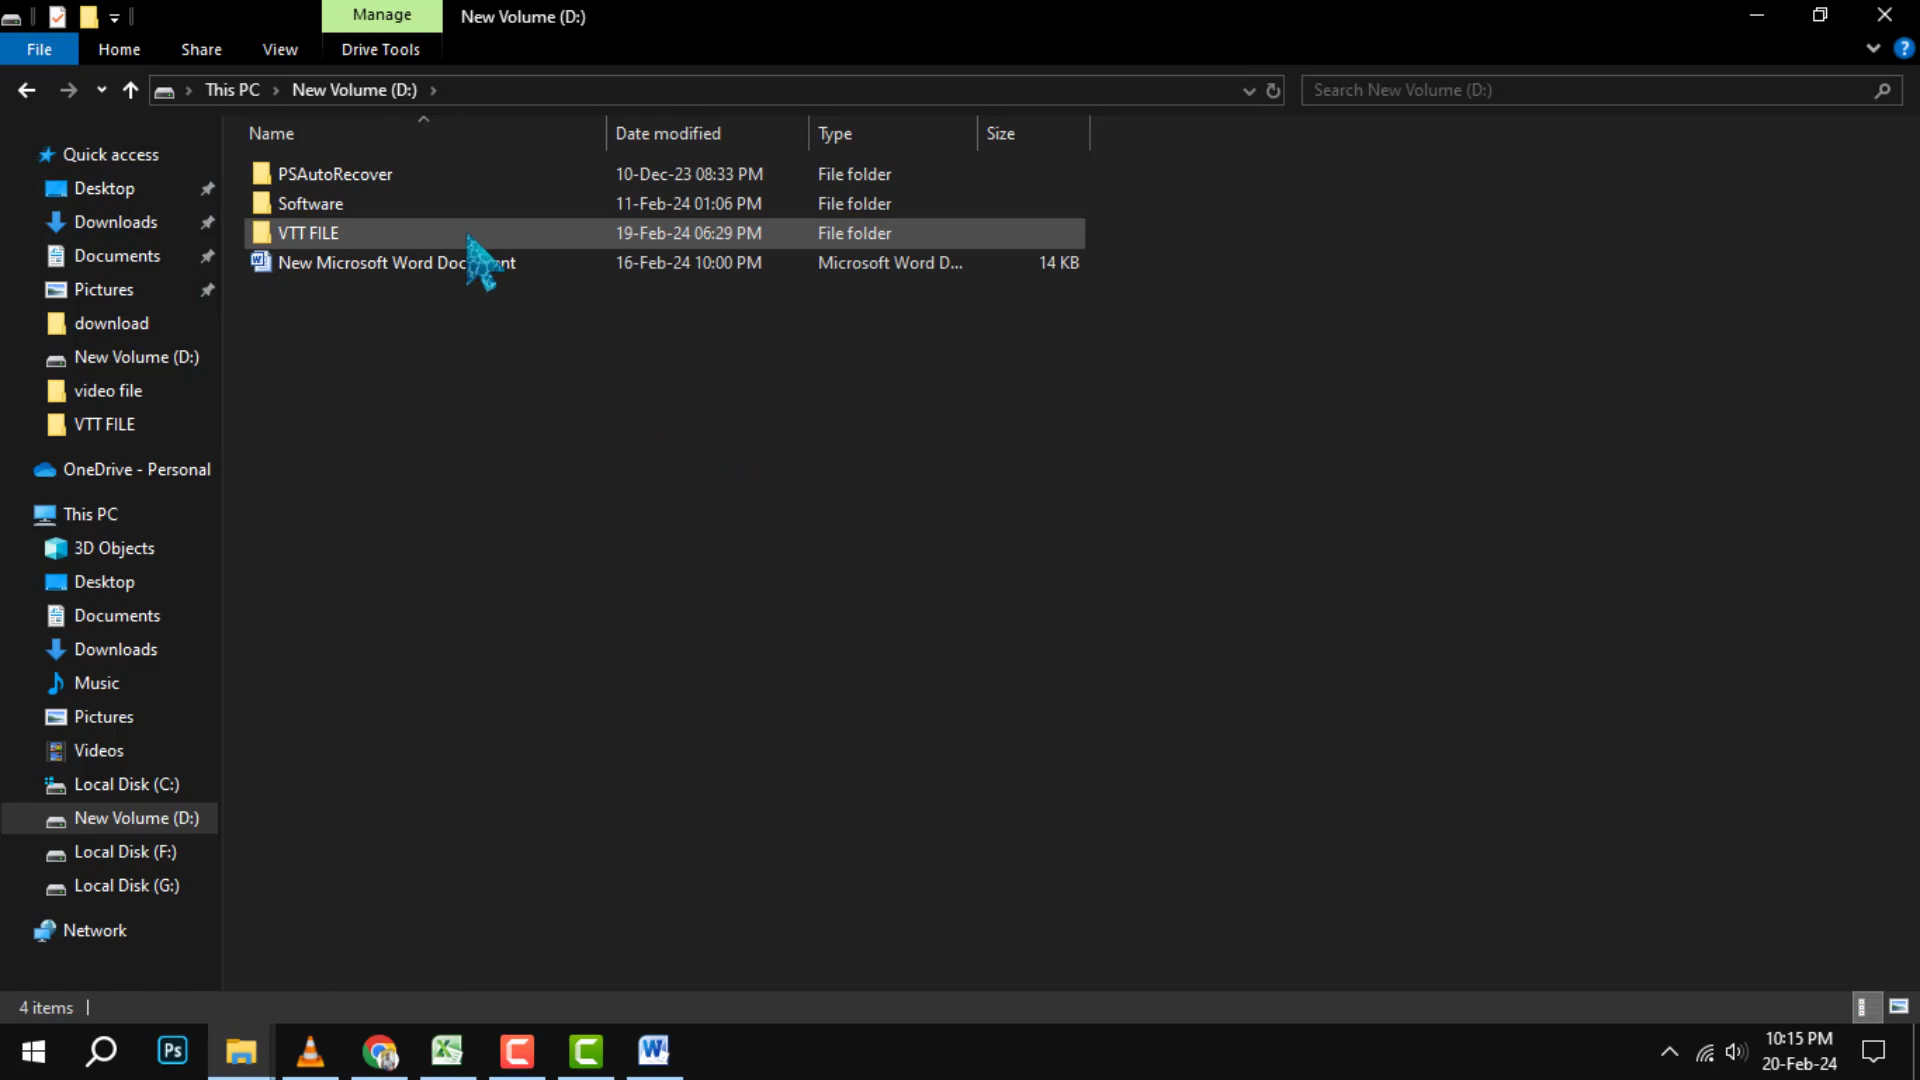 Manage
New Volume (D:)
File
Home
Share
View
Drive Tools
This PC
New Volume (D:)
Search New Volume (D:)
Name
Date modified
Type
Size
Quick access
Desktop
Downloads
Documents
Pictures
download
New Volume (D:)
video file
VTT FILE
OneDrive - Personal
This PC
3D Objects
Desktop
Documents
Downloads
Music
Pictures
Videos
Local Disk (C:)
New Volume (D:)
Local Disk (F:)
Local Disk (G:)
Network
PSAutoRecover 10-Dec-23 08:33 PM File folder
Software 11-Feb-24 01:06 PM File folder
VTT FILE 19-Feb-24 06:29 PM File folder
New Microsoft Word Document 16-Feb-24 10:00 PM Microsoft Word D... 14 KB
4 items
Ps
10:15 PM
20-Feb-24